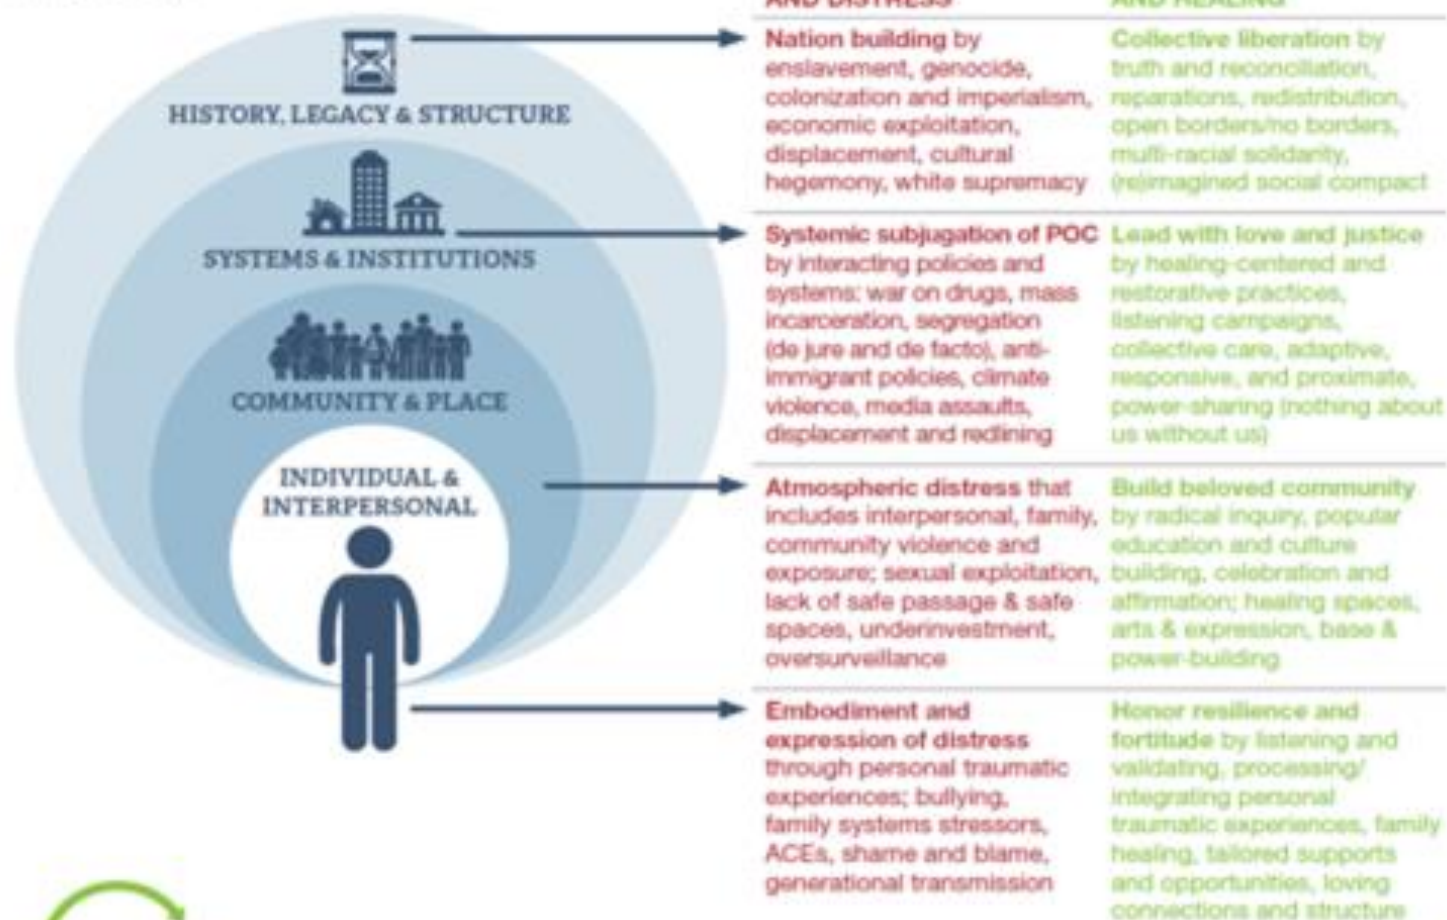 AND DISTRESS
AND HEALING
HISTORY, LEGACY & STRUCTURE
Nation building by
enslavement, genocide,
colonization and imperialism,
economic exploitation,
displacement, cultural
hegemony, white supremacy
Collective liberation by
truth and reconciliation,
reparations, redistribution,
open borders/no borders,
multi-racial solidarity,
(re)imagined social compact
SYSTEMS & INSTITUTIONS
Systemic subjugation of POC
by interacting policies and
systems: war on drugs, mass
incarceration, segregation
(de jure and de facto), anti-
immigrant policies, climate
violence, media assaults,
displacement and redlining
Lead with love and justice
by healing-centered and
restorative practices,
listening campaigns,
collective care, adaptive,
responsive, and proximate,
power-sharing (nothing about
us without us)
COMMUNITY & PLACE
Atmospheric distress that
includes interpersonal, family,
community violence and
exposure; sexual exploitation,
lack of safe passage & safe
spaces, underinvestment,
oversurveillance
Build beloved community
by radical inquiry, popular
education and culture
building, celebration and
affirmation; healing spaces,
arts & expression, base &
power-building
INDIVIDUAL &
INTERPERSONAL
Embodiment and
expression of distress
through personal traumatic
experiences; bullying,
family systems stressors,
ACEs, shame and blame,
generational transmission
Honor resilience and
fortitude by listening and
validating, processing/
integrating personal
traumatic experiences, family
healing, tailored supports
and opportunities, loving
connections and structure